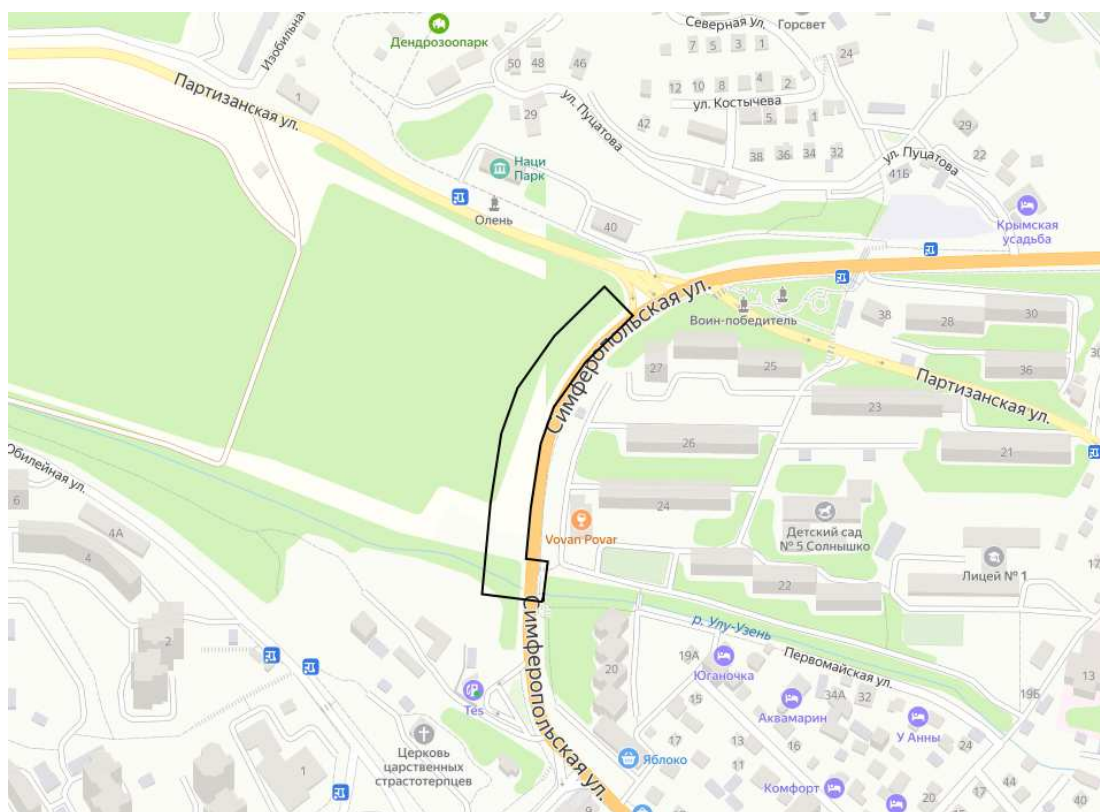 Северная ул.
Горсвет
Дендрозоопарк
Изобильная
7
5
3
1
24
50
48
46
12
10
8
4
2
ул. Костычева
Партизанская ул.
1
29
ул. Пуцатова
42
5
1
38
36
34
32
29
22
ул. Пуцатова
41Б
Наци
Парк
Олень
40
Крымская
усадьба
Симферопольская ул.
Воин-победитель
38
28
30
27
25
36
Партизанская ул.
23
26
21
Юбилейная ул.
6
4А
4
24
Vovan Povar
Детский сад
№ 5 Солнышко
Лицей № 1
17
22
2
р. Улу-Узень
Первомайская ул.
Симферопольская ул.
20
19А
Юганочка
15
34А
32
19Б
13
Tes
Аквамарин
У Анны
24
Церковь
царственных
страстотерпцев
1
17
13
16
Яблоко
11
Комфорт
20
17
44
40